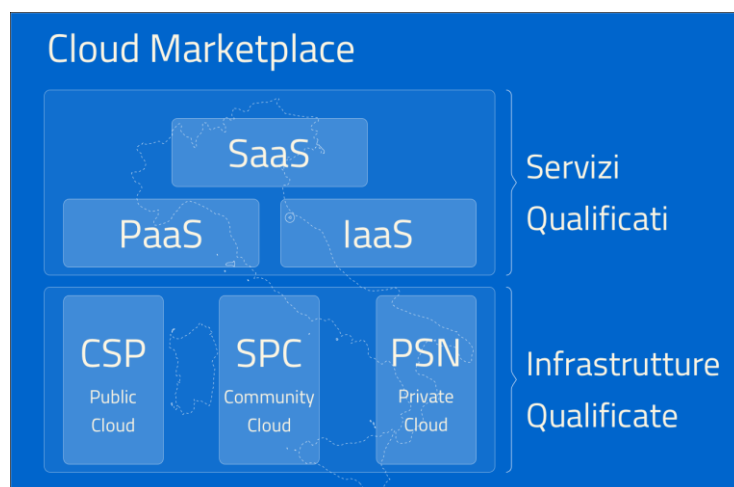 Cloud Marketplace
SaaS
PaaS
IaaS
Servizi
Qualificati
CSP
Public
Cloud
SPC
Community
Cloud
PSN
Private
Cloud
Infrastrutture
Qualificate